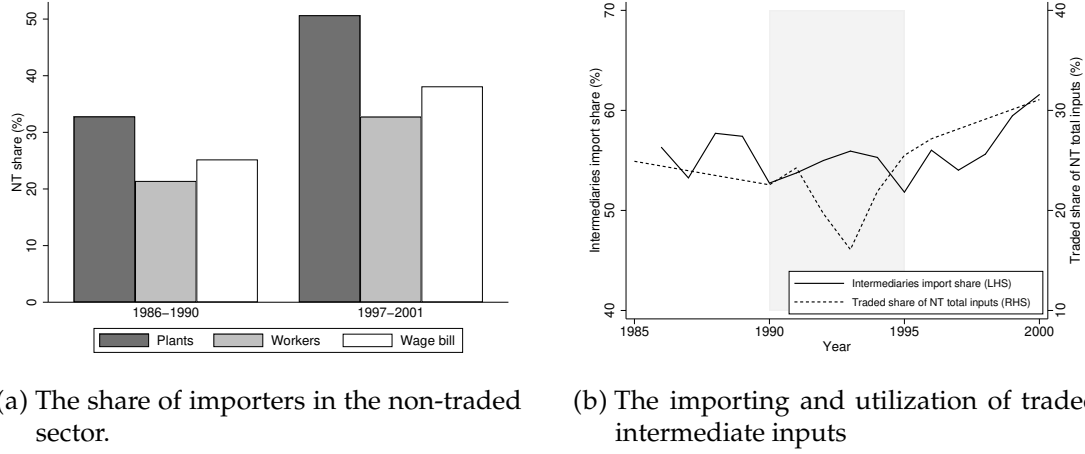 50
40
30
20
10
0
NT share (%)
1986−1990
1997−2001
Plants
Workers
Wage bill
70
60
50
40
Intermediaries import share (%)
40
30
20
10
Traded share of NT total inputs (%)
Intermediaries import share (LHS)
Traded share of NT total inputs (RHS)
1985
1990
1995
2000
Year
(a) The share of importers in the non-traded
sector.
(b) The importing and utilization of traded
intermediate inputs